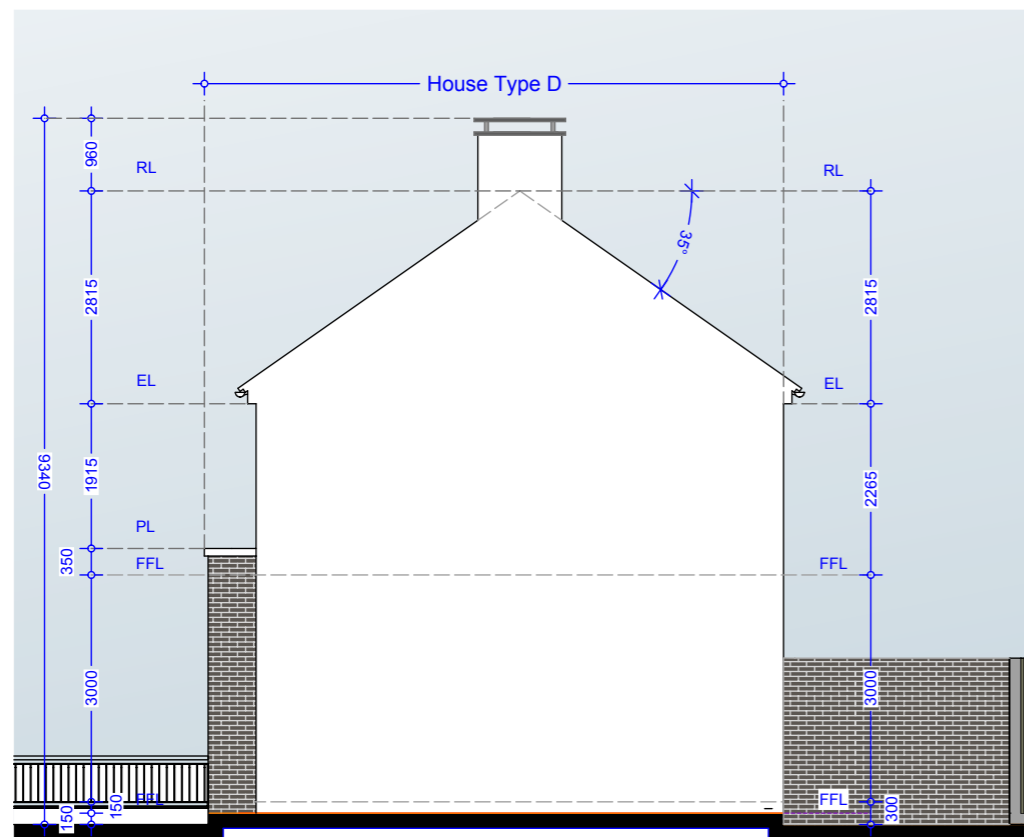 House Type D
960
RL
RL
35°
2815
2815
EL
EL
9340
1915
2265
PL
350
FFL
FFL
3000
3000
FFL
FFL
150
150
300